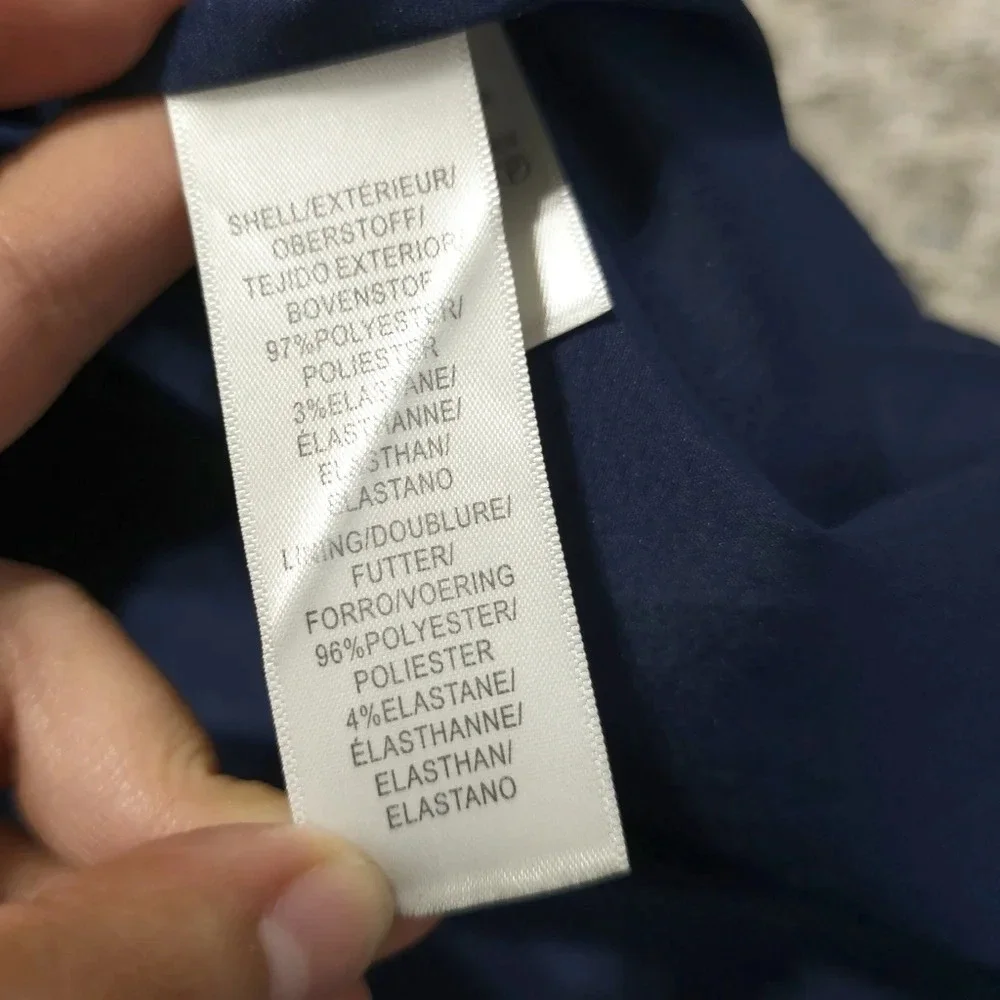 SHELL/EXTÉRIEUR/
OBERSTOFF/
TEJIDO EXTERIOR/
BOVENSTOF
97%POLYESTER/
POLIESTER
3%ELASTANE/
ÉLASTHANNE/
ELASTHAN/
ELASTANO
LINING/DOUBLURE/
FUTTER/
FORRO/VOERING
96%POLYESTER/
POLIESTER
4%ELASTANE/
ÉLASTHANNE/
ELASTHAN/
ELASTANO